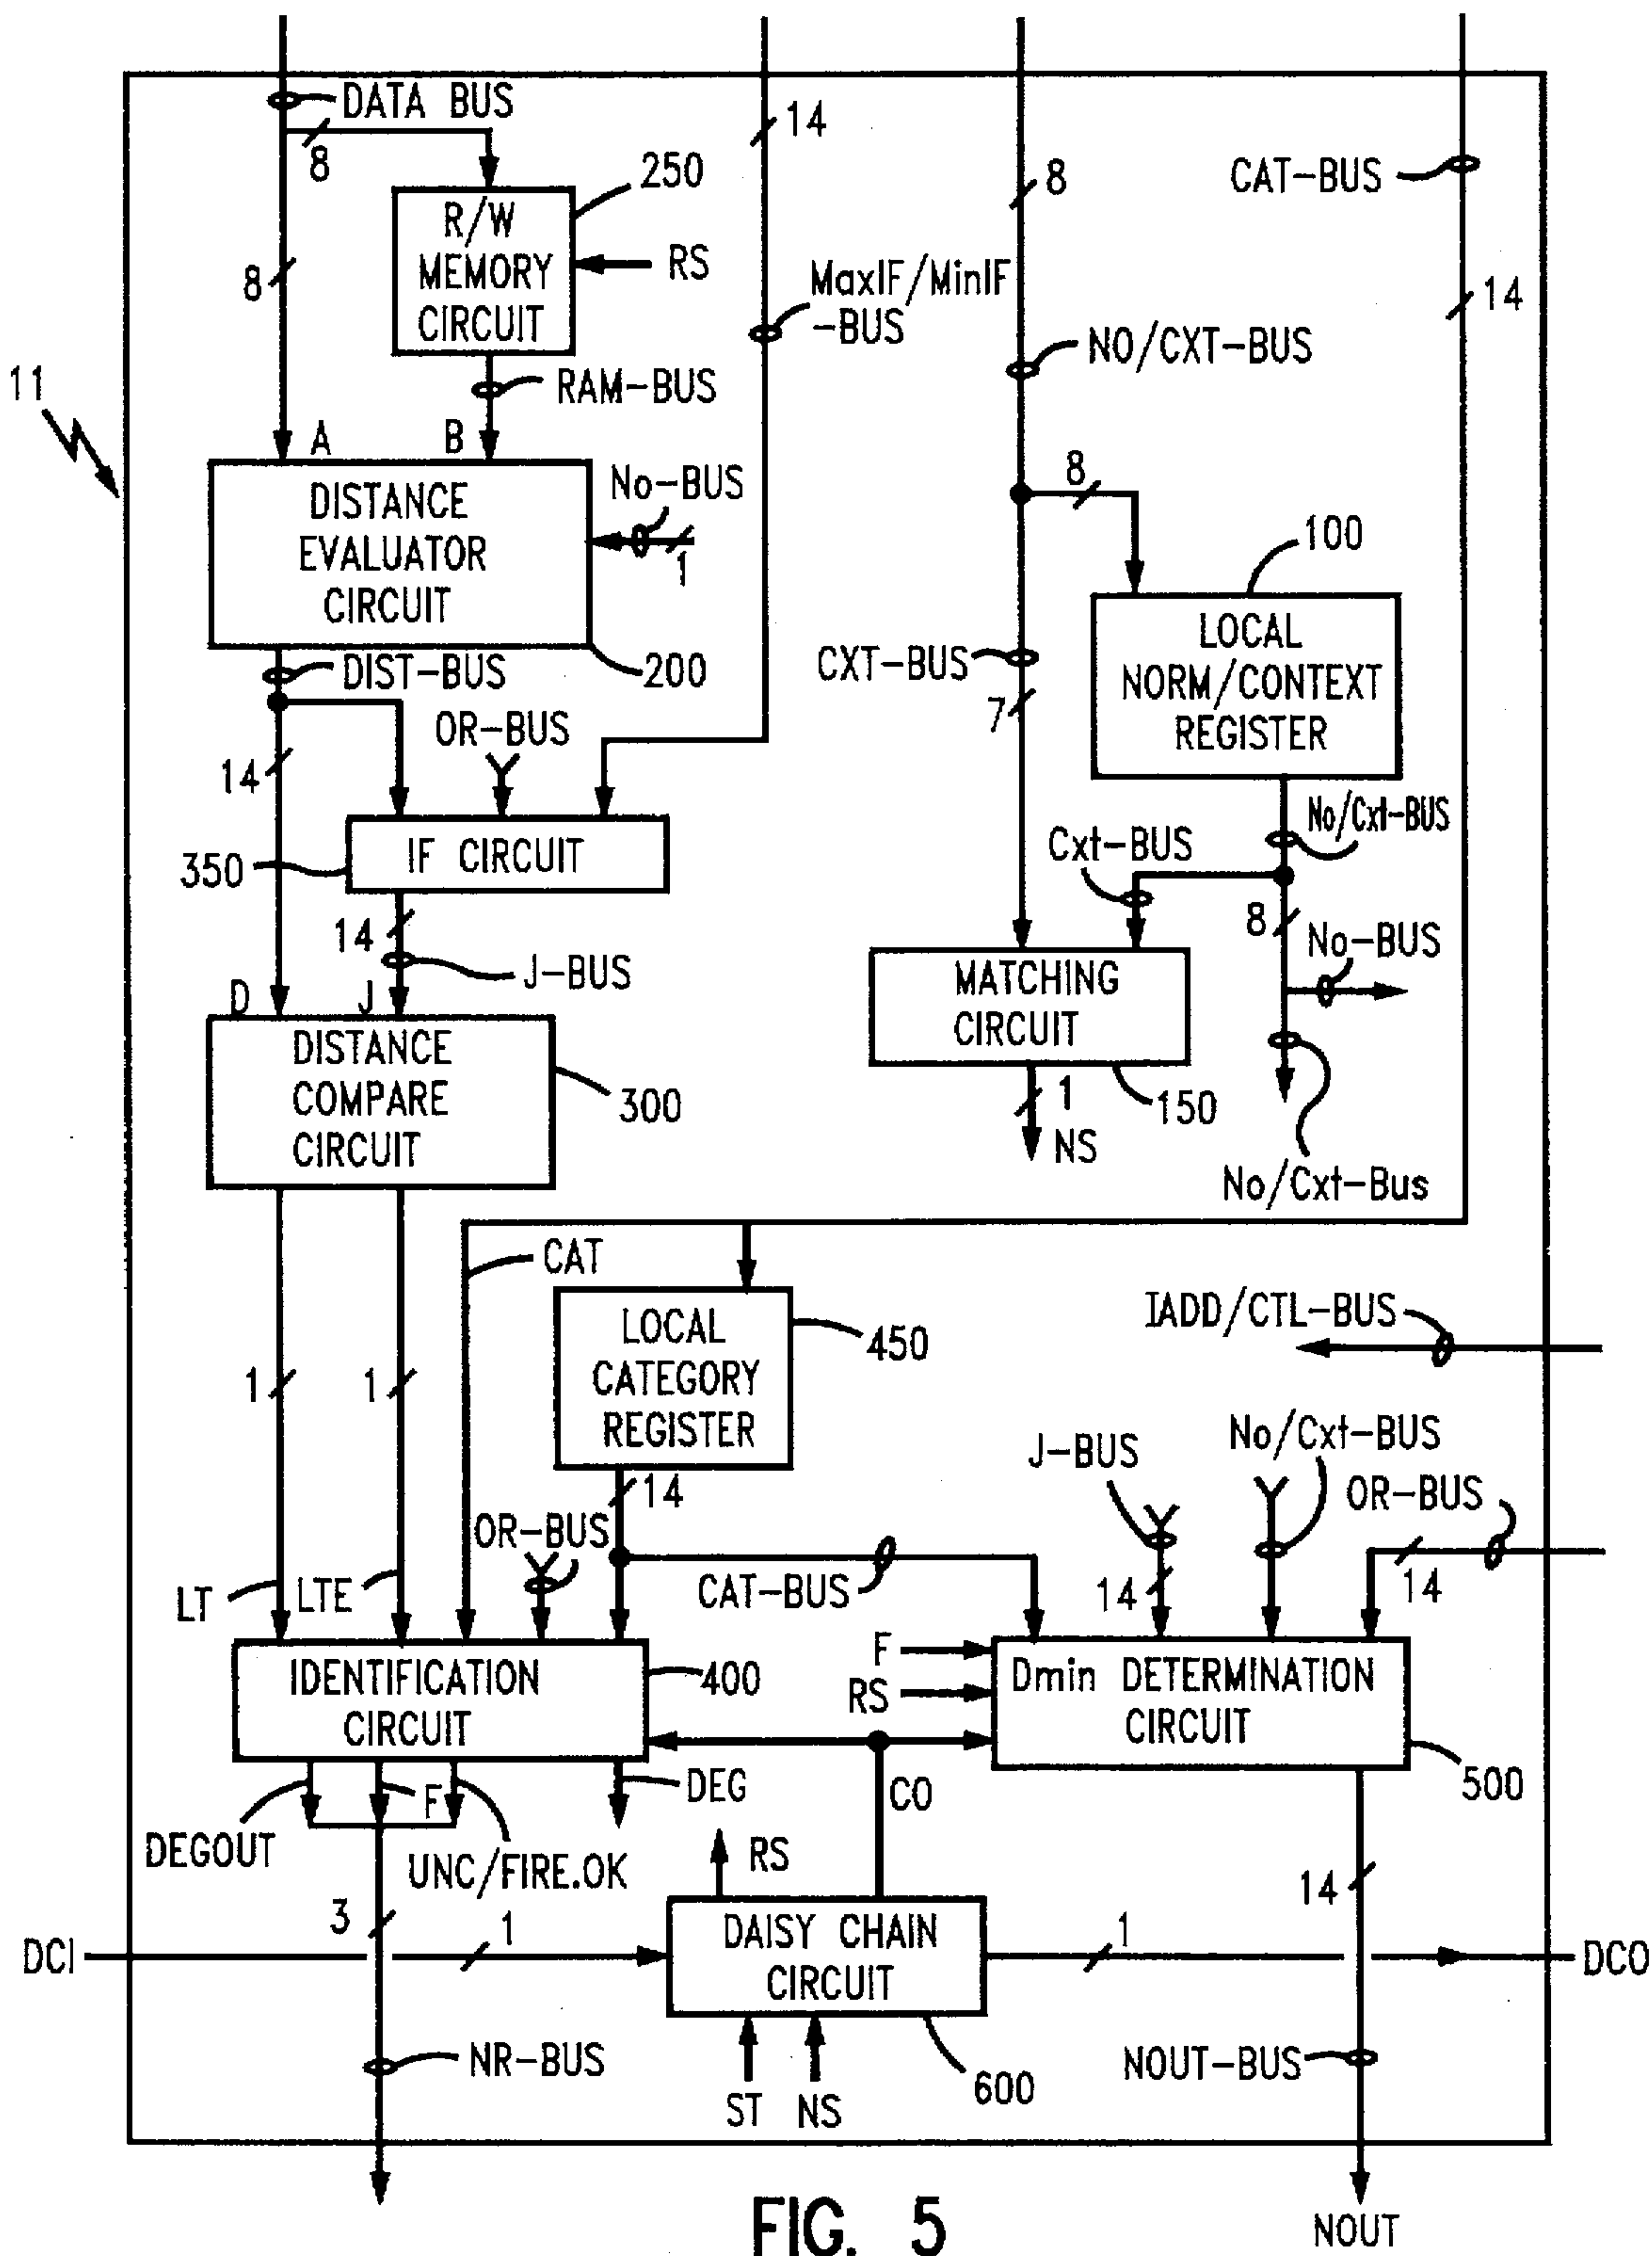 DATA BUS
8
14
8
CAT-BUS
250
R/W
MEMORY
CIRCUIT
RS
8
MaxIF/MinIF
-BUS
14
NO/CXT-BUS
11
RAM-BUS
A
B
No-BUS
1
8
DISTANCE
EVALUATOR
CIRCUIT
100
LOCAL
NORM/CONTEXT
REGISTER
DIST-BUS
200
CXT-BUS
7
OR-BUS
14
No/Cxt-BUS
IF CIRCUIT
350
Cxt-BUS
8
14
No-BUS
J-BUS
MATCHING
CIRCUIT
D
J
DISTANCE
COMPARE
CIRCUIT
300
1
150
NS
No/Cxt-Bus
CAT
IADD/CTL-BUS
LOCAL
CATEGORY
REGISTER
450
1
1
No/Cxt-BUS
J-BUS
14
OR-BUS
OR-BUS
CAT-BUS
14
14
LT
LTE
F
RS
IDENTIFICATION
CIRCUIT
400
Dmin DETERMINATION
CIRCUIT
DEG
CO
500
F
DEGOUT
UNC/FIRE.OK
RS
14
3
1
DAISY CHAIN
CIRCUIT
1
DCI
DCO
NR-BUS
NOUT-BUS
600
ST
NS
NOUT
FIG. 5